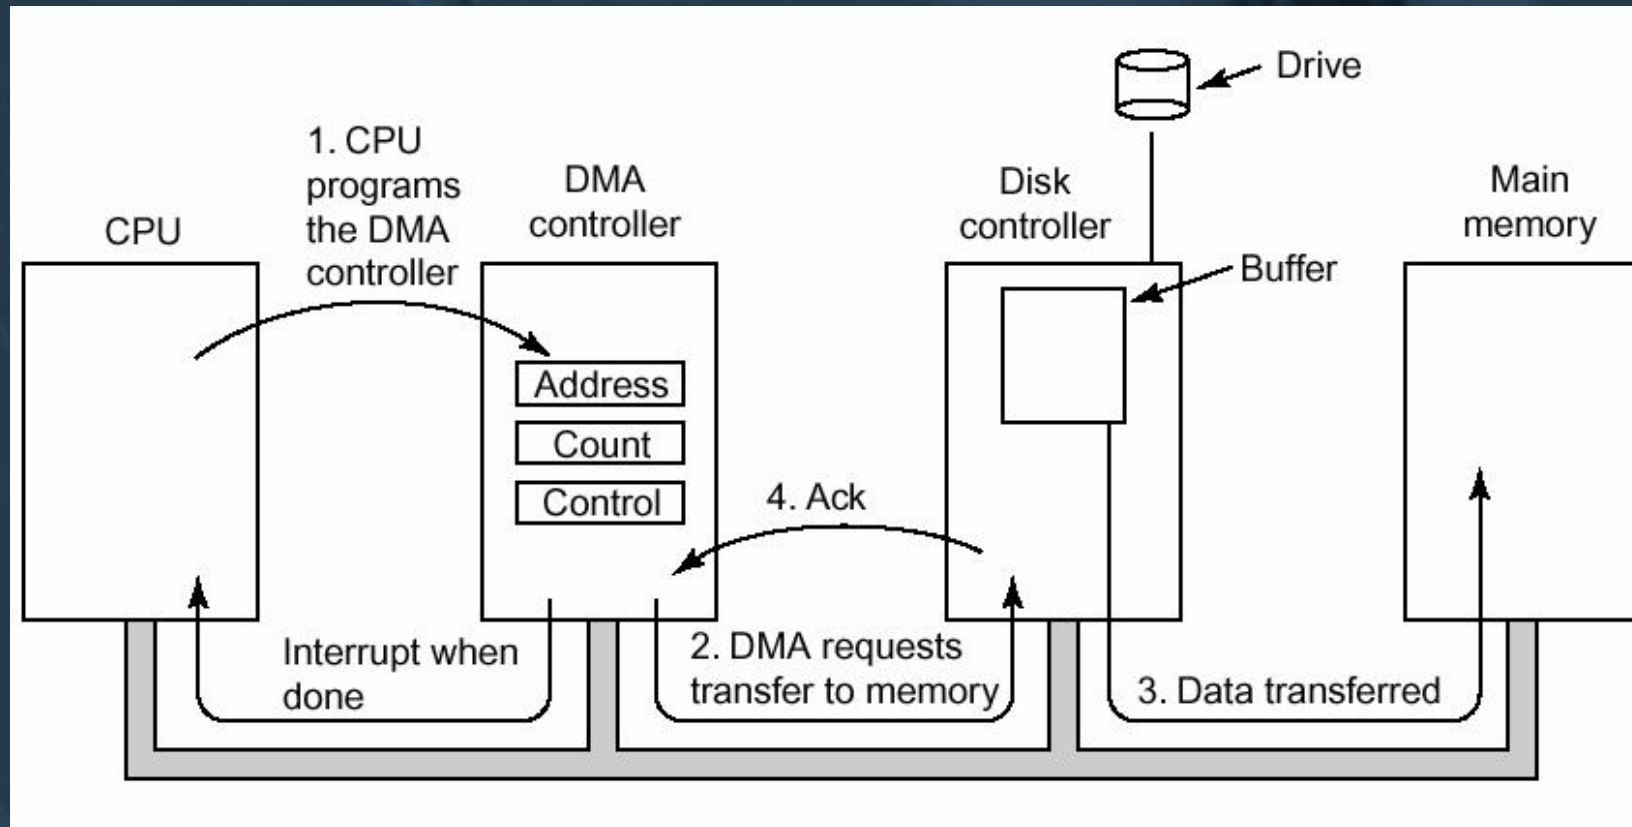 Drive
1. CPU
programs
the DMA
controller
CPU
DMA
controller
Disk
controller
Main
memory
Buffer
Address
Count
Control
4. Ack
Interrupt when
done
2. DMA requests
transfer to memory
3. Data transferred